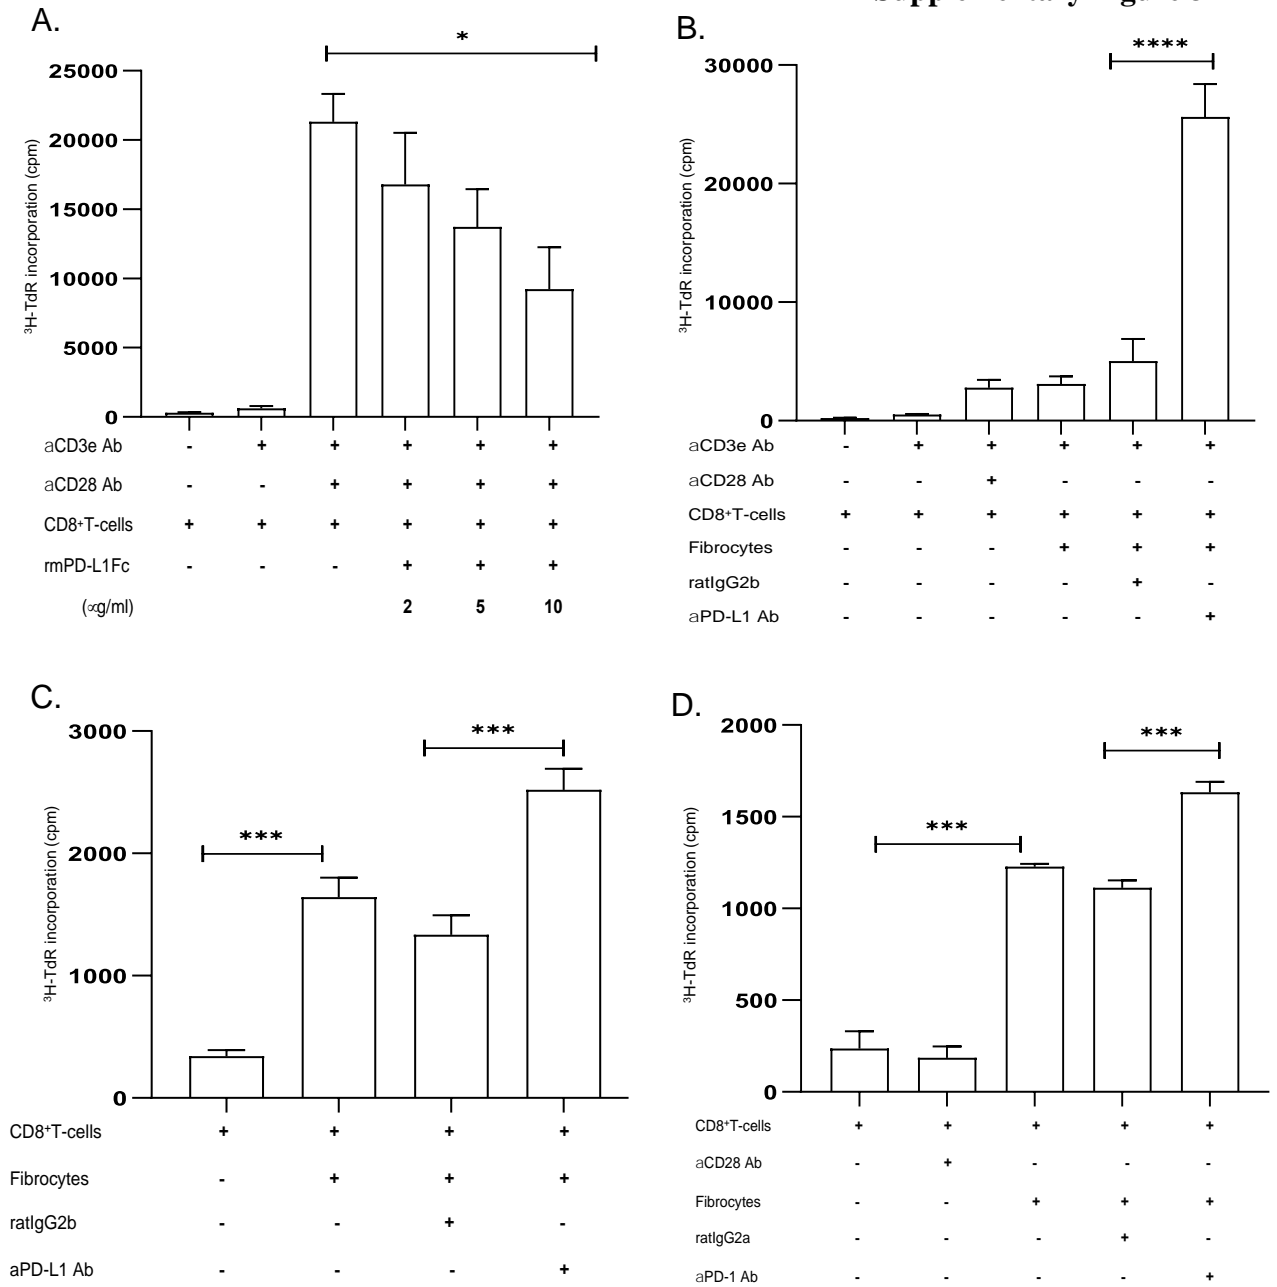 A.
*
25000
20000
15000
10000
5000
0
³H-TdR incorporation (cpm)
aCD3e Ab - + + + + +
aCD28 Ab - - + + + +
CD8⁺T-cells + + + + + +
rmPD-L1Fc - - - + + +
(∝g/ml) 2 5 10
B.
****
30000
20000
10000
0
³H-TdR incorporation (cpm)
aCD3e Ab - + + + + +
aCD28 Ab - - + - - -
CD8⁺T-cells + + + + + +
Fibrocytes - - - + + +
ratIgG2b - - - - + -
aPD-L1 Ab - - - - - +
C.
***
***
3000
2000
1000
0
³H-TdR incorporation (cpm)
CD8⁺T-cells + + + +
Fibrocytes - + + +
ratIgG2b - - + -
aPD-L1 Ab - - - +
D.
***
***
2000
1500
1000
500
0
³H-TdR incorporation (cpm)
CD8⁺T-cells + + + + +
aCD28 Ab - + - - -
Fibrocytes - - + + +
ratIgG2a - - - + -
aPD-1 Ab - - - - +